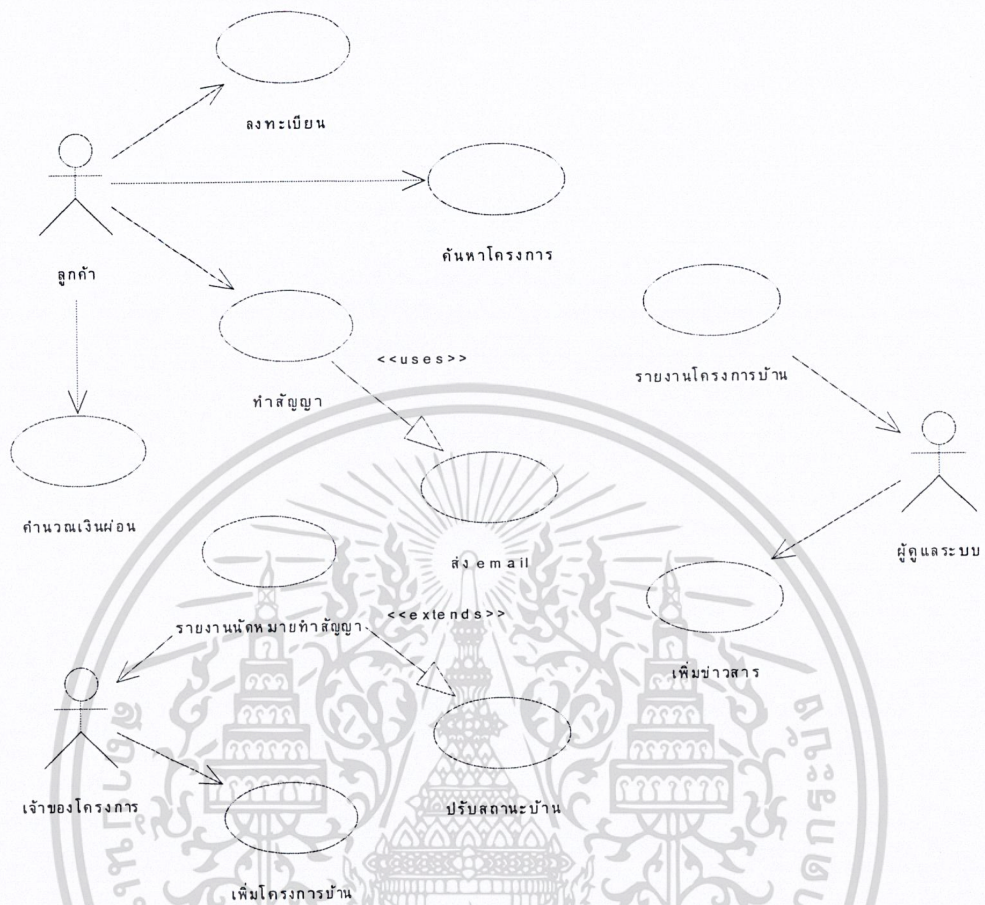 ลงทะเบียน
ค้นหาโครงการ
ลูกค้า
<<uses>>
รายงานโครงการบ้าน
ทำสัญญา
คำนวณเงินผ่อน
ส่ง email
ผู้ดูแลระบบ
<<extends>>
รายงานนัดหมายทำสัญญา
เพิ่มข่าวสาร
เจ้าของโครงการ
ปรับสถานะบ้าน
เพิ่มโครงการบ้าน